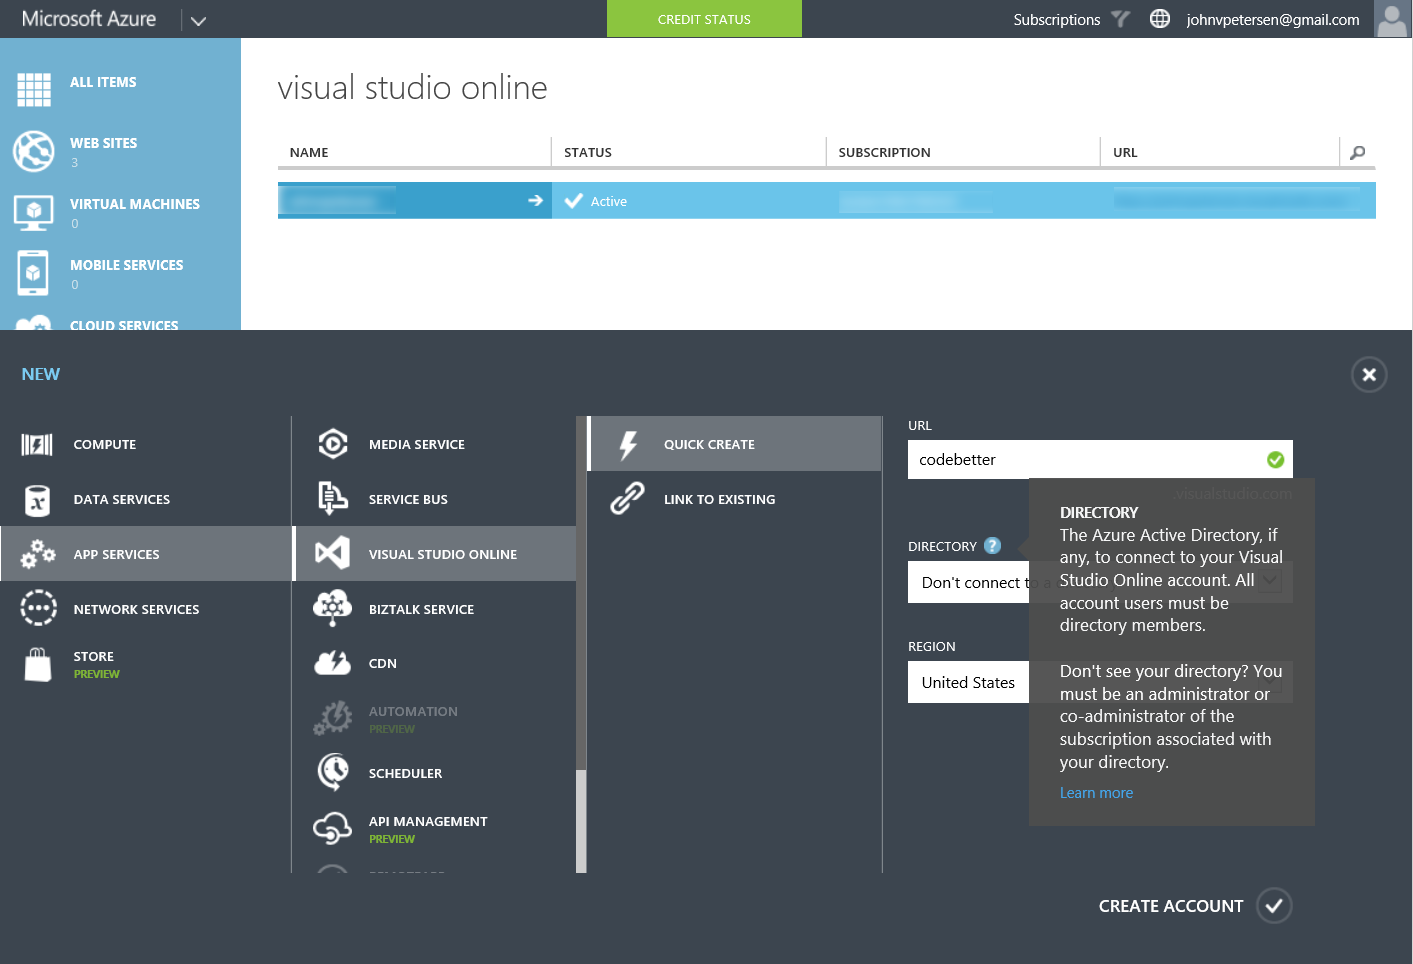 Microsoft Azure
CREDIT STATUS
Subscriptions
johnvpetersen@gmail.com
ALL ITEMS
WEB SITES
3
VIRTUAL MACHINES
0
MOBILE SERVICES
0
CLOUD SERVICES
visual studio online
NAME
STATUS
SUBSCRIPTION
URL
Active
NEW
COMPUTE
DATA SERVICES
APP SERVICES
NETWORK SERVICES
STORE
PREVIEW
MEDIA SERVICE
SERVICE BUS
VISUAL STUDIO ONLINE
BIZTALK SERVICE
CDN
AUTOMATION
PREVIEW
SCHEDULER
API MANAGEMENT
PREVIEW
QUICK CREATE
LINK TO EXISTING
URL
codebetter
.visualstudio.com
DIRECTORY
Don't connect to a
REGION
United States
DIRECTORY
The Azure Active Directory, if
any, to connect to your Visual
Studio Online account. All
account users must be
directory members.
Don't see your directory? You
must be an administrator or
co-administrator of the
subscription associated with
your directory.
Learn more
CREATE ACCOUNT